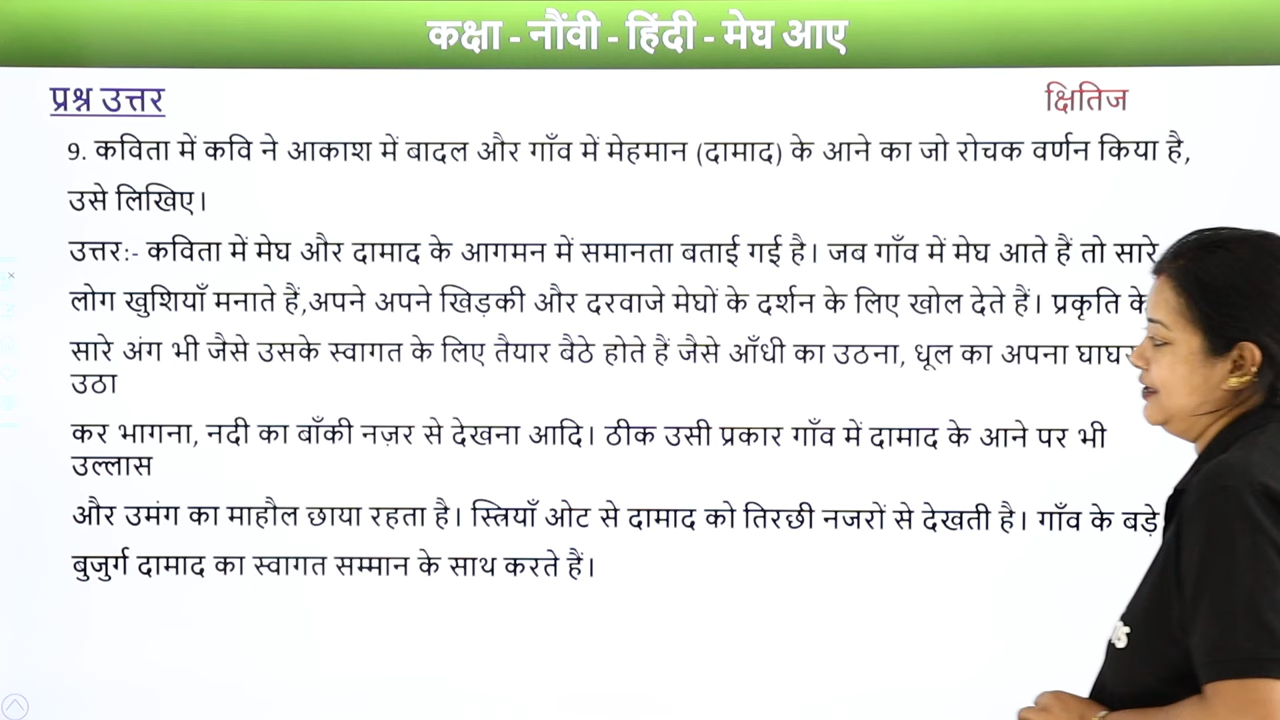 कक्षा - नौंवी - हिंदी - मेघ आए
प्रश्न उत्तर
क्षितिज
9. कविता में कवि ने आकाश में बादल और गाँव में मेहमान (दामाद) के आने का जो रोचक वर्णन किया है,
उसे लिखिए।
उत्तर:- कविता में मेघ और दामाद के आगमन में समानता बताई गई है। जब गाँव में मेघ आते हैं तो सारे
लोग खुशियाँ मनाते हैं,अपने अपने खिड़की और दरवाजे मेघों के दर्शन के लिए खोल देते हैं। प्रकृति के
सारे अंग भी जैसे उसके स्वागत के लिए तैयार बैठे होते हैं जैसे आँधी का उठना, धूल का अपना
उठा
कर भागना, नदी का बाँकी नज़र से देखना आदि। ठीक उसी प्रकार गाँव में दामाद के आने पर भी
उल्लास
और उमंग का माहौल छाया रहता है। स्त्रियाँ ओट से दामाद को तिरछी नजरों से देखती है। गाँव के बड़े
बुजुर्ग दामाद का स्वागत सम्मान के साथ करते हैं।